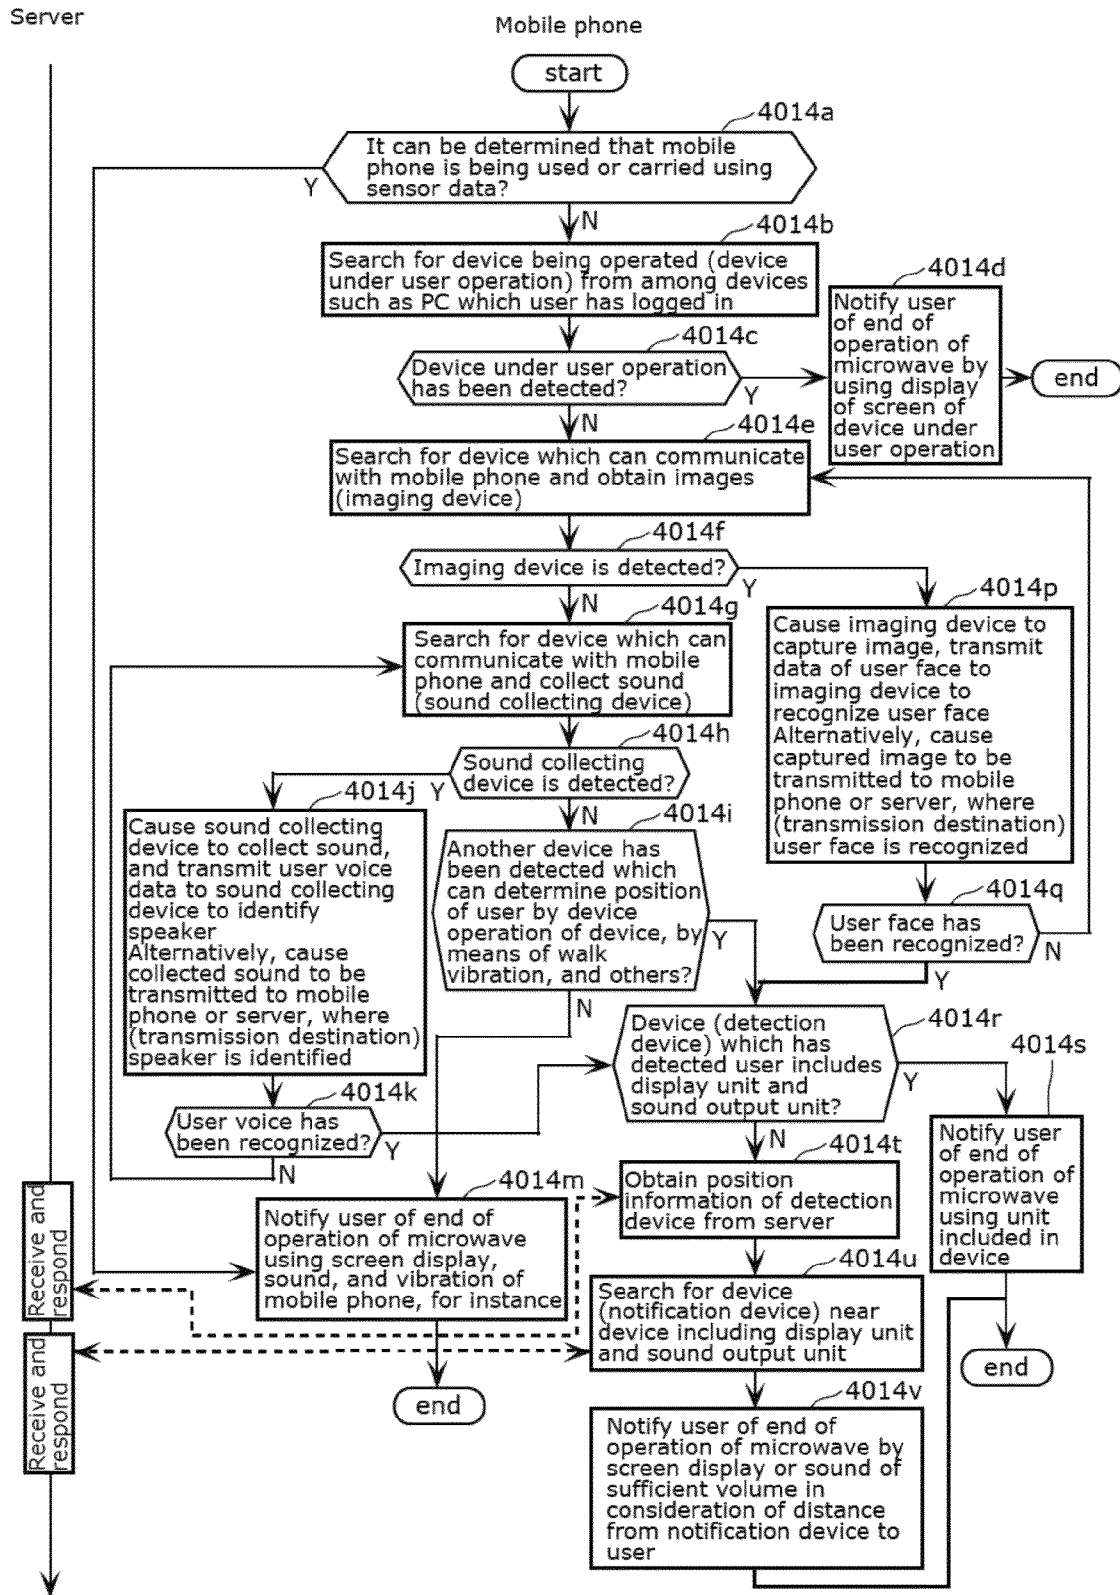 Server
Mobile phone
start
4014a
It can be determined that mobile
phone is being used or carried using
sensor data?
Y
N
4014b
Search for device being operated (device
under user operation) from among devices
such as PC which user has logged in
4014c
Device under user operation
has been detected?
Y
N
4014d
Notify user
of end of
operation of
microwave by
using display
of screen of
device under
user operation
end
4014e
Search for device which can communicate
with mobile phone and obtain images
(imaging device)
4014f
Imaging device is detected?
Y
N
4014g
Search for device which can
communicate with mobile
phone and collect sound
(sound collecting device)
4014p
Cause imaging device to
capture image, transmit
data of user face to
imaging device to
recognize user face
Alternatively, cause
captured image to be
transmitted to mobile
phone or server, where
(transmission destination)
user face is recognized
4014h
Sound collecting
device is detected?
Y
N
4014j
Cause sound collecting
device to collect sound,
and transmit user voice
data to sound collecting
device to identify
speaker
Alternatively, cause
collected sound to be
transmitted to mobile
phone or server, where
(transmission destination)
speaker is identified
4014i
Another device has
been detected which
can determine position
of user by device
operation of device, by
means of walk
vibration, and others?
Y
N
4014q
User face has
been recognized?
N
Y
4014r
Device (detection
device) which has
detected user includes
display unit and
sound output unit?
Y
N
4014s
Notify user
of end of
operation of
microwave
using unit
included in
device
4014k
User voice has
been recognized?
Y
N
4014m
Notify user of end of
operation of microwave
using screen display,
sound, and vibration of
mobile phone, for instance
end
4014t
Obtain position
information of detection
device from server
4014u
Search for device
(notification device) near
device including display unit
and sound output unit
end
4014v
Notify user of end of
operation of microwave by
screen display or sound of
sufficient volume in
consideration of distance
from notification device to
user
Receive and
respond
Receive and
respond